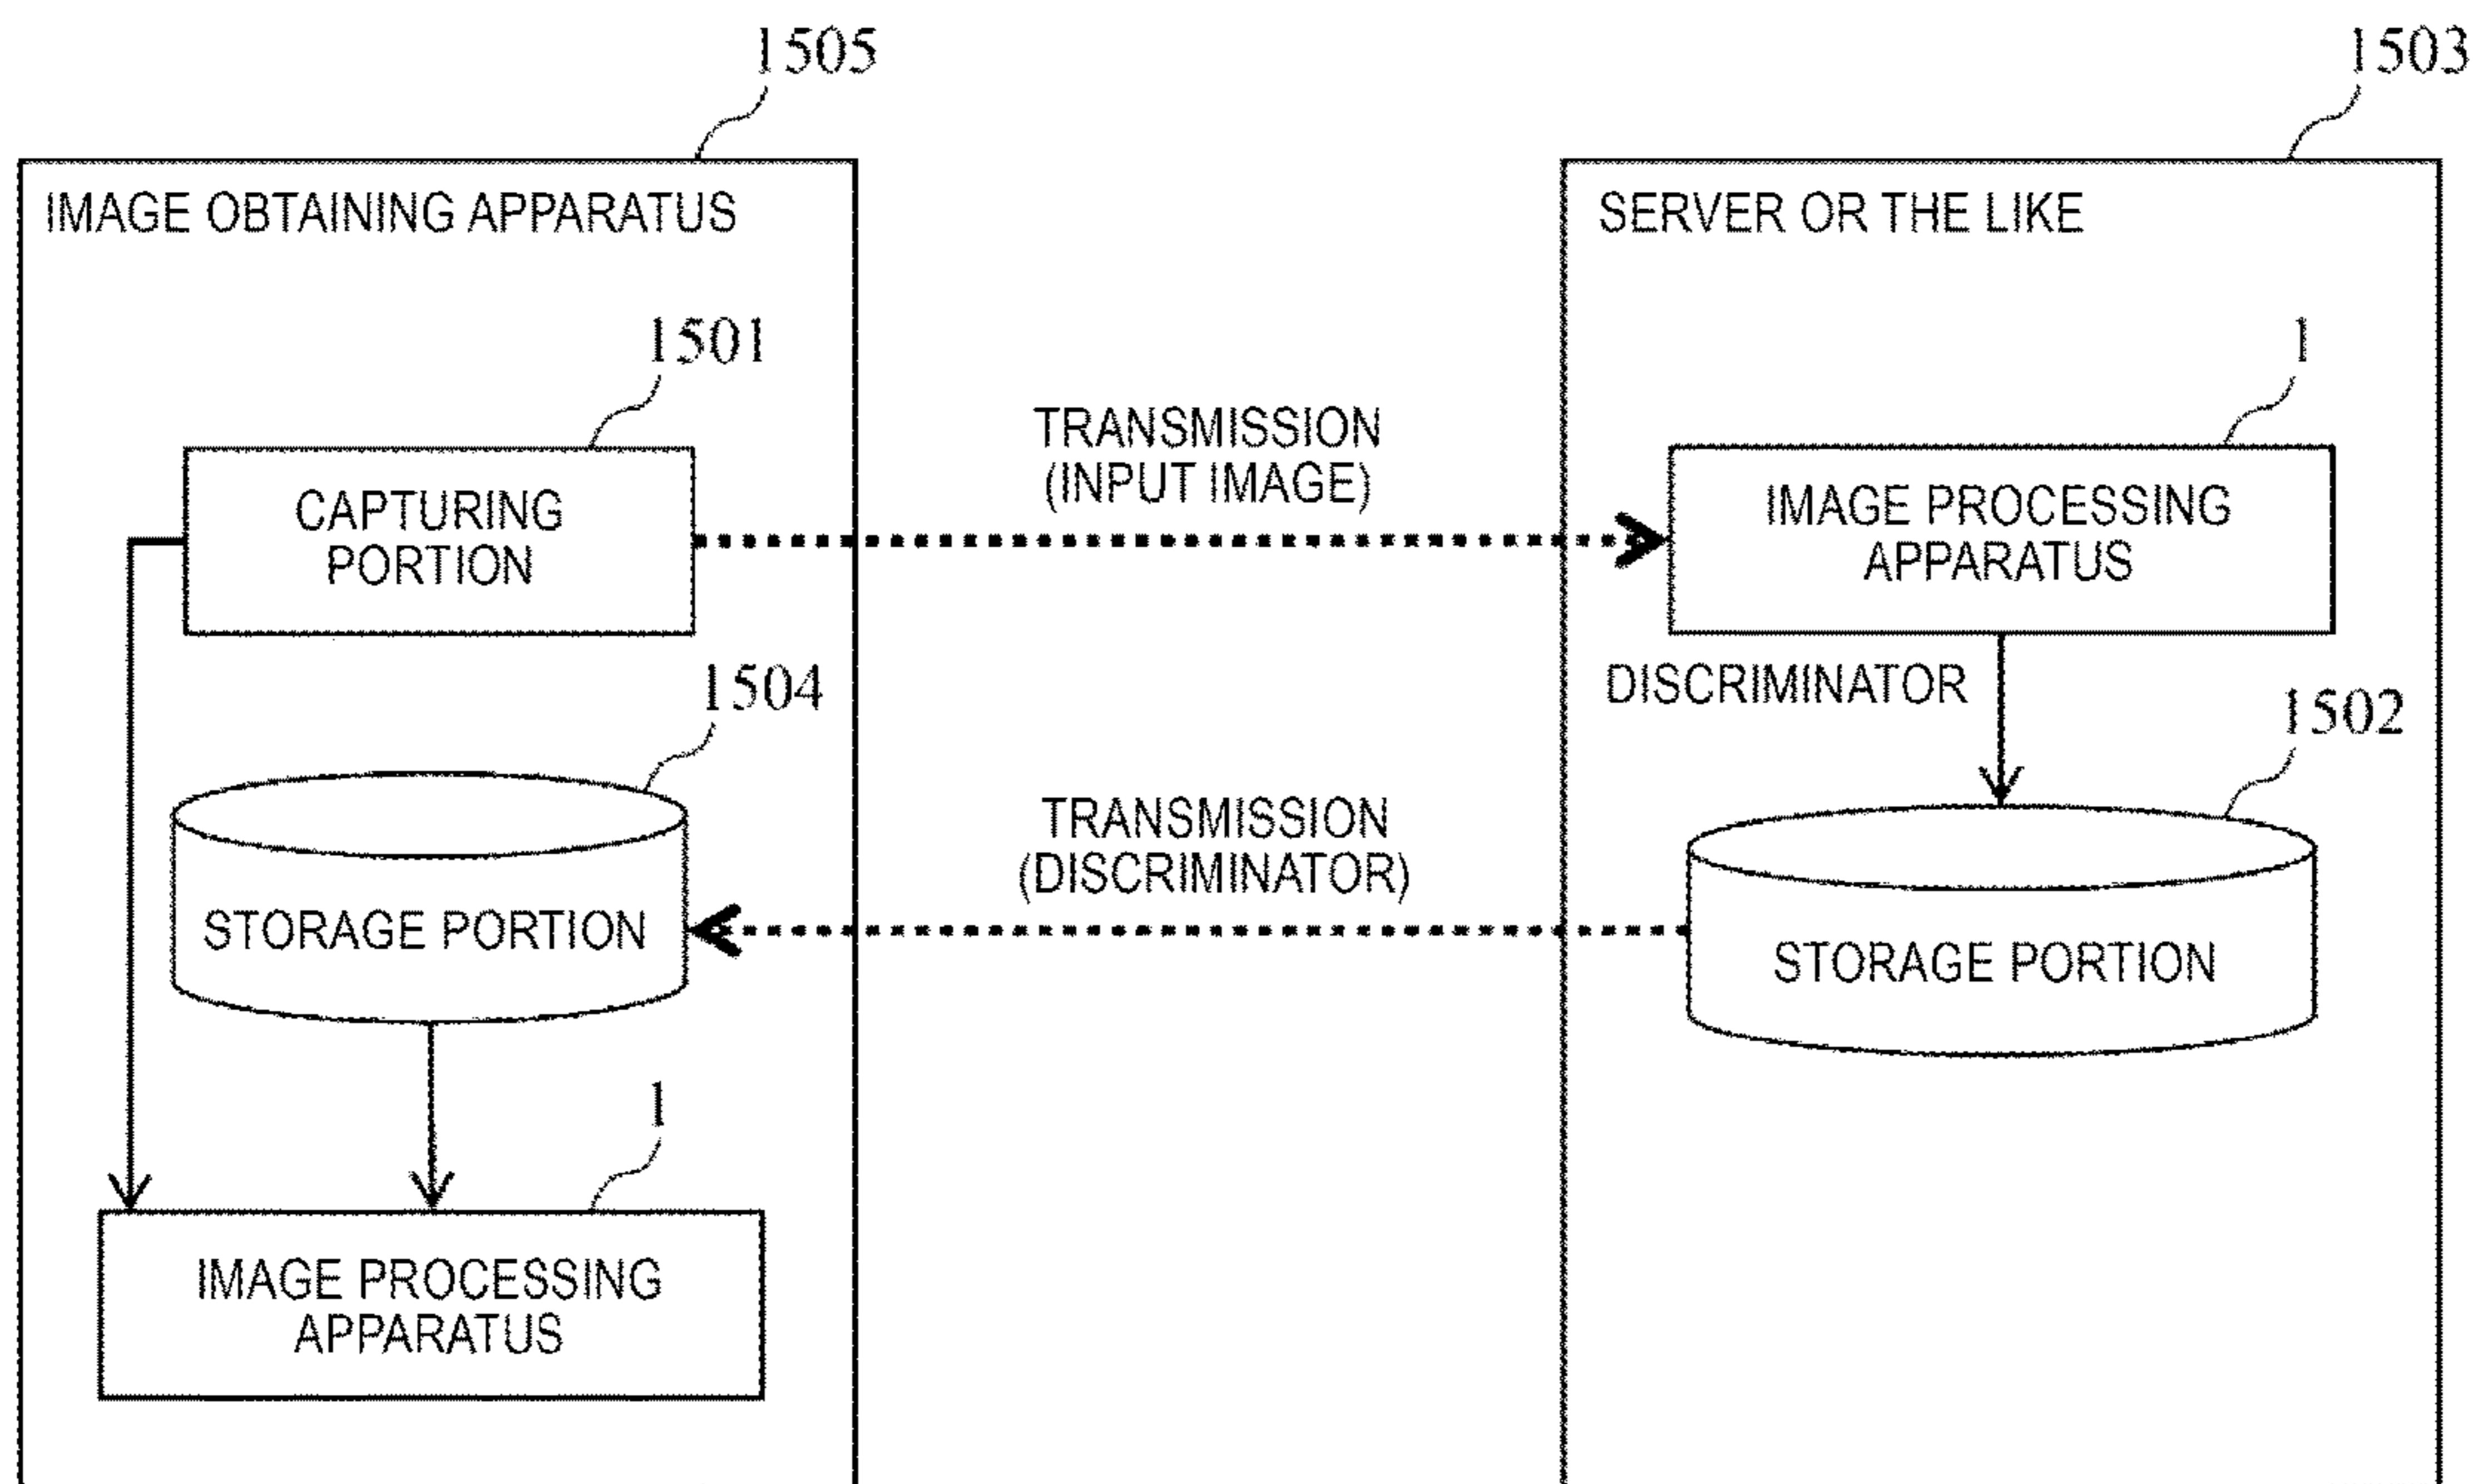 1505
1503
IMAGE OBTAINING APPARATUS
SERVER OR THE LIKE
1501
1
CAPTURING
PORTION
TRANSMISSION
(INPUT IMAGE)
IMAGE PROCESSING
APPARATUS
1504
DISCRIMINATOR
1502
STORAGE PORTION
TRANSMISSION
(DISCRIMINATOR)
STORAGE PORTION
1
IMAGE PROCESSING
APPARATUS